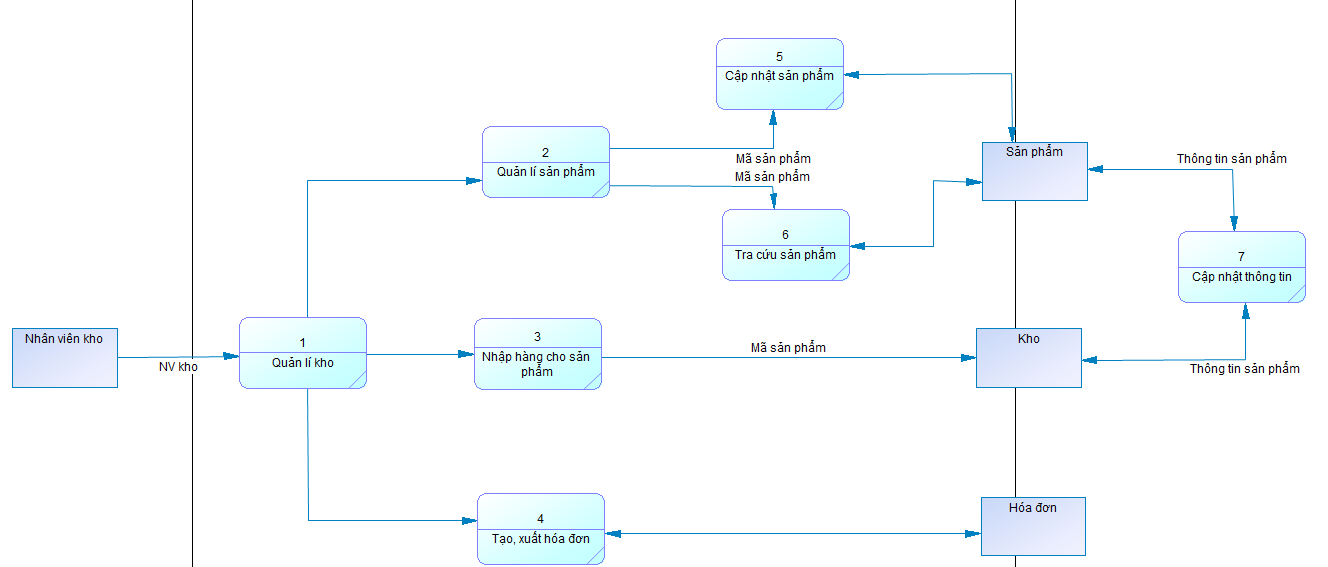 5
Cập nhật sản phẩm
2
Quản lí sản phẩm
Mã sản phẩm
Mã sản phẩm
Sản phẩm
Thông tin sản phẩm
6
Tra cứu sản phẩm
7
Cập nhật thông tin
Nhân viên kho
NV kho
1
Quản lí kho
3
Nhập hàng cho sản
phẩm
Mã sản phẩm
Kho
Thông tin sản phẩm
4
Tạo, xuất hóa đơn
Hóa đơn